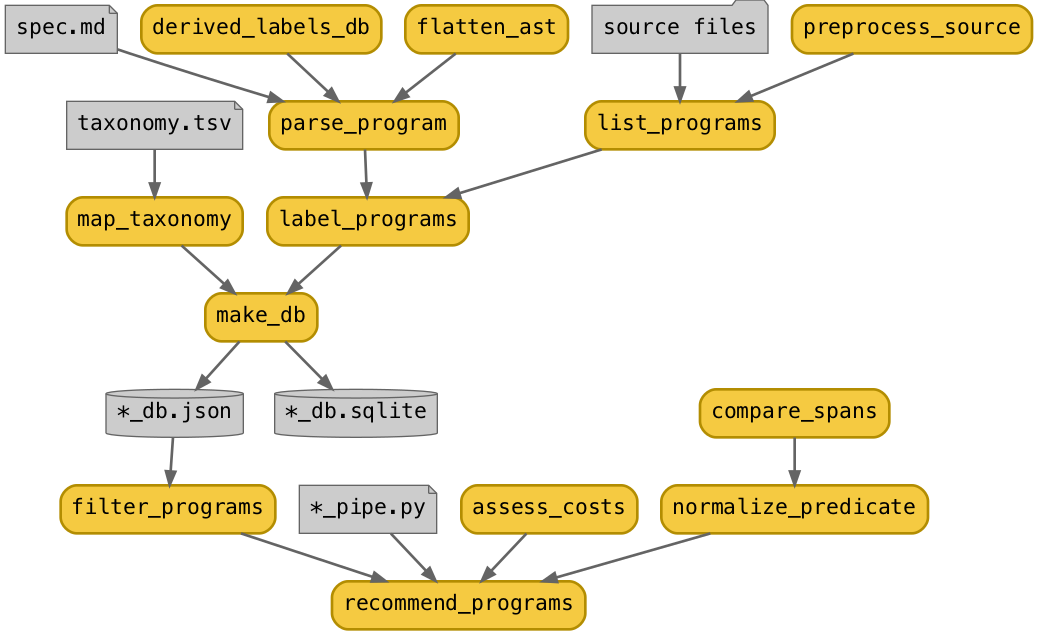 spec.md
derived_labels_db
flatten_ast
source files
preprocess_source
taxonomy.tsv
parse_program
list_programs
map_taxonomy
label_programs
make_db
*_db.json
*_db.sqlite
compare_spans
filter_programs
*_pipe.py
assess_costs
normalize_predicate
recommend_programs